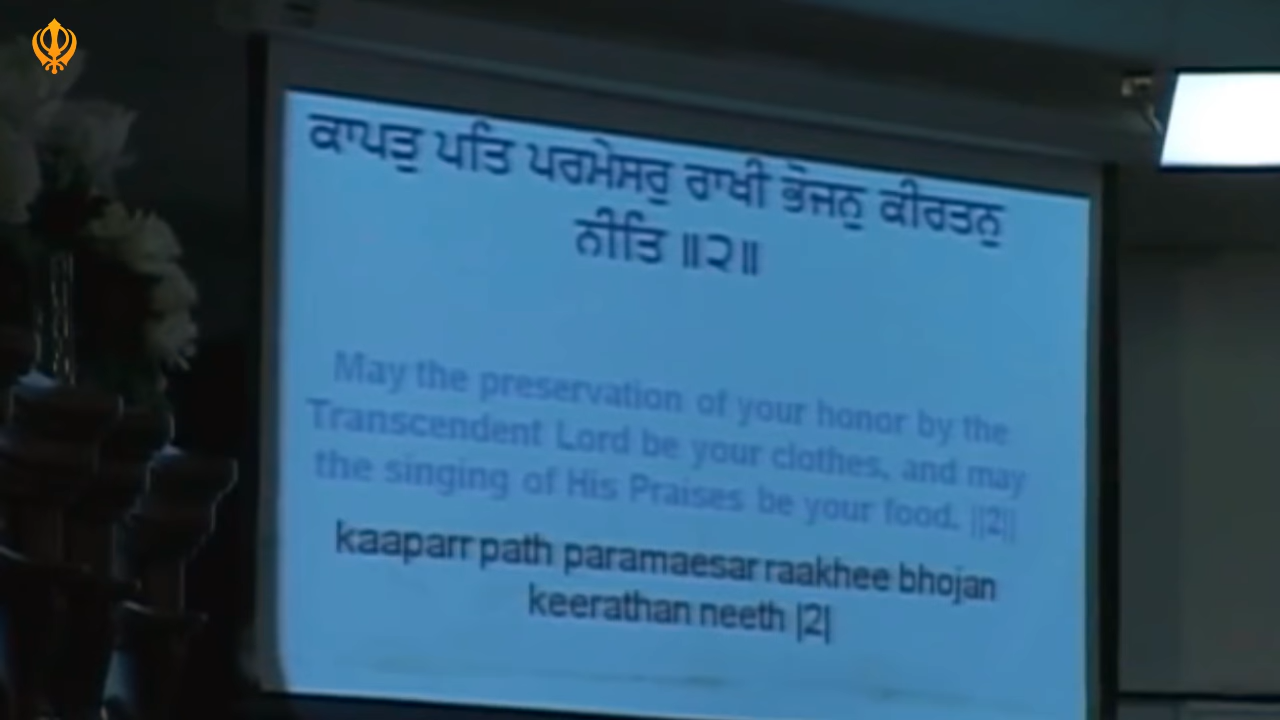 ਕਾਪੜੁ ਪਤਿ ਪਰਮੇਸਰੁ ਰਾਖੀ ਭੋਜਨੁ ਕੀਰਤਨੁ
ਨੀਤਿ ॥੨॥
May the preservation of your honor by the
Transcendent Lord be your clothes, and may
the singing of His Praises be your food. ||2||
kaaparr path paramaesar raakhee bhojan
keerathan neeth |2|